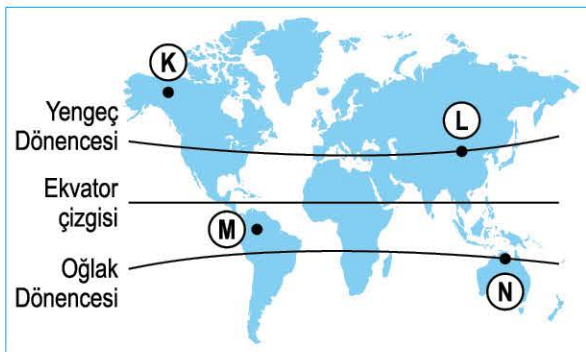 K
Yengeç
Dönencesi
L
Ekvator
çizgisi
M
Oğlak
Dönencesi
N